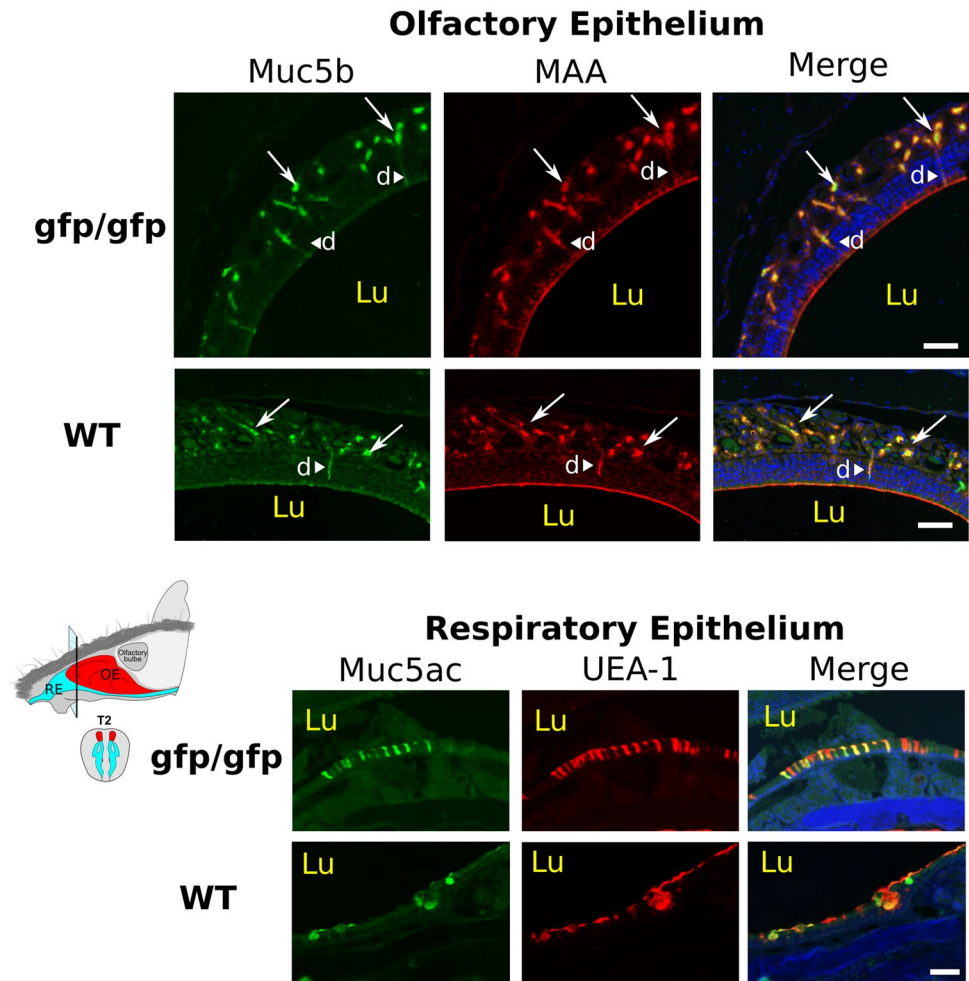 Olfactory Epithelium
Muc5b MAA Merge
gfp/gfp
d d d
d d d
Lu Lu Lu
WT
d d d
Lu Lu Lu
Olfactory
bulbe
OE
RE
T2
Respiratory Epithelium
Muc5ac UEA-1 Merge
Lu Lu Lu
gfp/gfp
Lu Lu Lu
WT